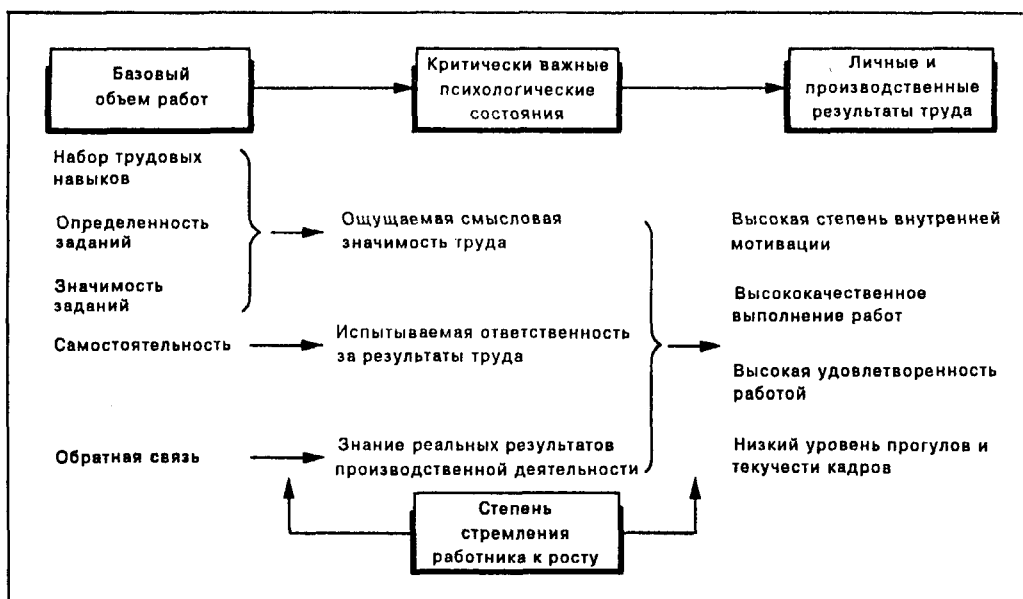 Базовый
объем работ
Критически важные
психологические
состояния
Личные и
производственные
результаты труда
Набор трудовых
навыков
Определенность
заданий
Значимость
заданий
Самостоятельность
Обратная связь
Ощущаемая смысловая
значимость труда
Испытываемая ответственность
за результаты труда
Знание реальных результатов
производственной деятельности
Высокая степень внутренней
мотивации
Высококачественное
выполнение работ
Высокая удовлетворенность
работой
Низкий уровень прогулов и
текучести кадров
Степень
стремления
работника к росту